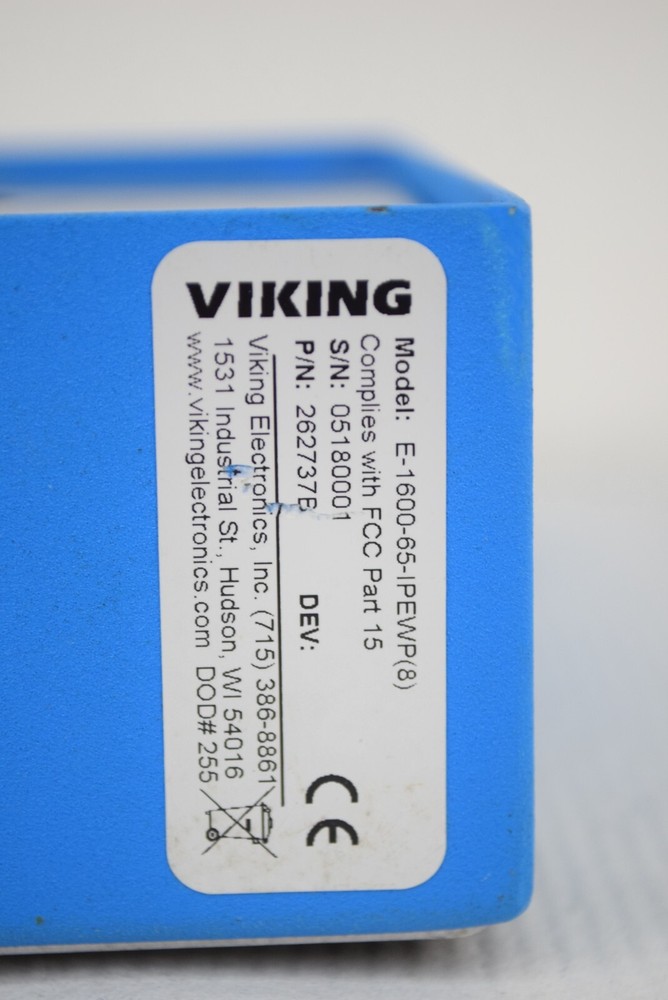 VIKING
Model: E-1600-65-IPEWP(8)
Complies with FCC Part 15
S/N: 05180001
P/N: 262737B DEV:
CE
Viking Electronics, Inc. (715) 386-8861
1531 Industrial St., Hudson, WI 54016
www.vikingelectronics.com DOD# 255